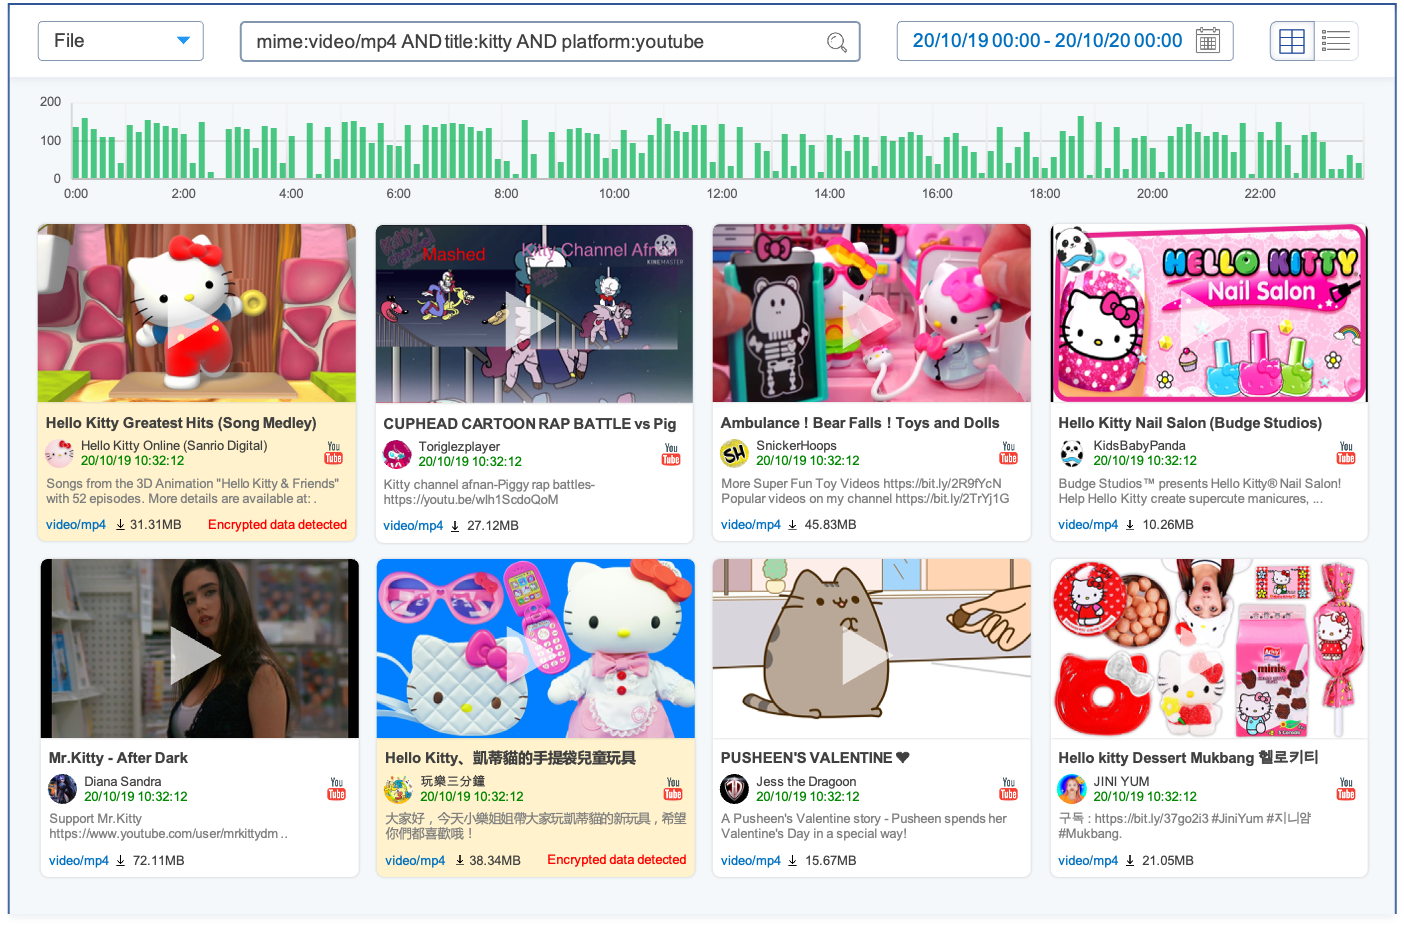 File
mime:video/mp4 AND title:kitty AND platform:youtube
20/10/19 00:00 - 20/10/20 00:00
200
100
0
0:00 2:00 4:00 6:00 8:00 10:00 12:00 14:00 16:00 18:00 20:00 22:00
Mashed
Kitty Channel Afnan
KINEMASTER
HELLO KITTY
Nail Salon
Hello Kitty Greatest Hits (Song Medley)
Hello Kitty Online (Sanrio Digital)
20/10/19 10:32:12
You
Tube
Songs from the 3D Animation "Hello Kitty & Friends"
with 52 episodes. More details are available at: .
video/mp4 31.31MB Encrypted data detected
CUPHEAD CARTOON RAP BATTLE vs Pig
Toriglezplayer
20/10/19 10:32:12
You
Tube
Kitty channel afnan-Piggy rap battles-
https://youtu.be/wlh1ScdoQoM
video/mp4 27.12MB
Ambulance ! Bear Falls ! Toys and Dolls
SH
SnickerHoops
20/10/19 10:32:12
You
Tube
More Super Fun Toy Videos https://bit.ly/2R9fYcN
Popular videos on my channel https://bit.ly/2TrYj1G
video/mp4 45.83MB
Hello Kitty Nail Salon (Budge Studios)
KidsBabyPanda
20/10/19 10:32:12
You
Tube
Budge Studios™ presents Hello Kitty® Nail Salon!
Help Hello Kitty create supercute manicures, ...
video/mp4 10.26MB
minis
Mr.Kitty - After Dark
Diana Sandra
20/10/19 10:32:12
You
Tube
Support Mr.Kitty
https://www.youtube.com/user/mrkittydm ..
video/mp4 72.11MB
Hello Kitty、凱蒂貓的手提袋兒童玩具
玩樂三分鐘
20/10/19 10:32:12
You
Tube
大家好，今天小樂姐姐帶大家玩凱蒂貓的新玩具，希望
你們都喜歡哦！
video/mp4 38.34MB Encrypted data detected
PUSHEEN'S VALENTINE ❤
JD
Jess the Dragoon
20/10/19 10:32:12
You
Tube
A Pusheen's Valentine story - Pusheen spends her
Valentine's Day in a special way!
video/mp4 15.67MB
Hello kitty Dessert Mukbang 헬로키티
JINI YUM
20/10/19 10:32:12
You
Tube
구독 : https://bit.ly/37go2i3 #JiniYum #지니얌
#Mukbang.
video/mp4 21.05MB